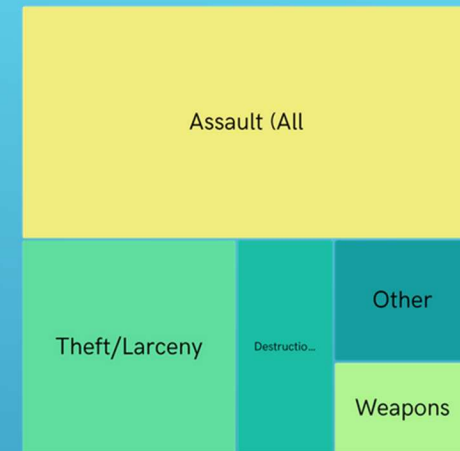 Assault (All
Theft/Larceny
Destructio...
Other
Weapons